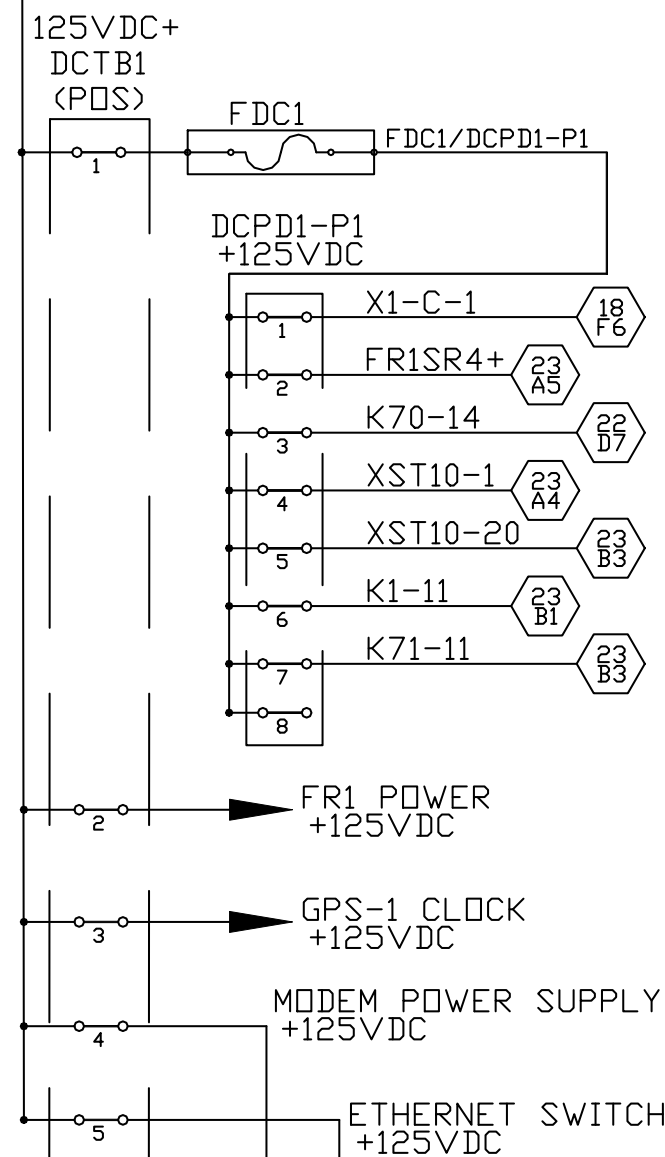 125VDC+
DCTB1
(POS)
FDC1
1
FDC1/DCPD1-P1
DCPD1-P1
+125VDC
1
X1-C-1
18
F6
2
FR1SR4+
23
A5
3
K70-14
22
D7
4
XST10-1
23
A4
5
XST10-20
23
B3
6
K1-11
23
B1
7
K71-11
23
B3
8
2
FR1 POWER
+125VDC
3
GPS-1 CLOCK
+125VDC
4
MODEM POWER SUPPLY
+125VDC
5
ETHERNET SWITCH
+125VDC